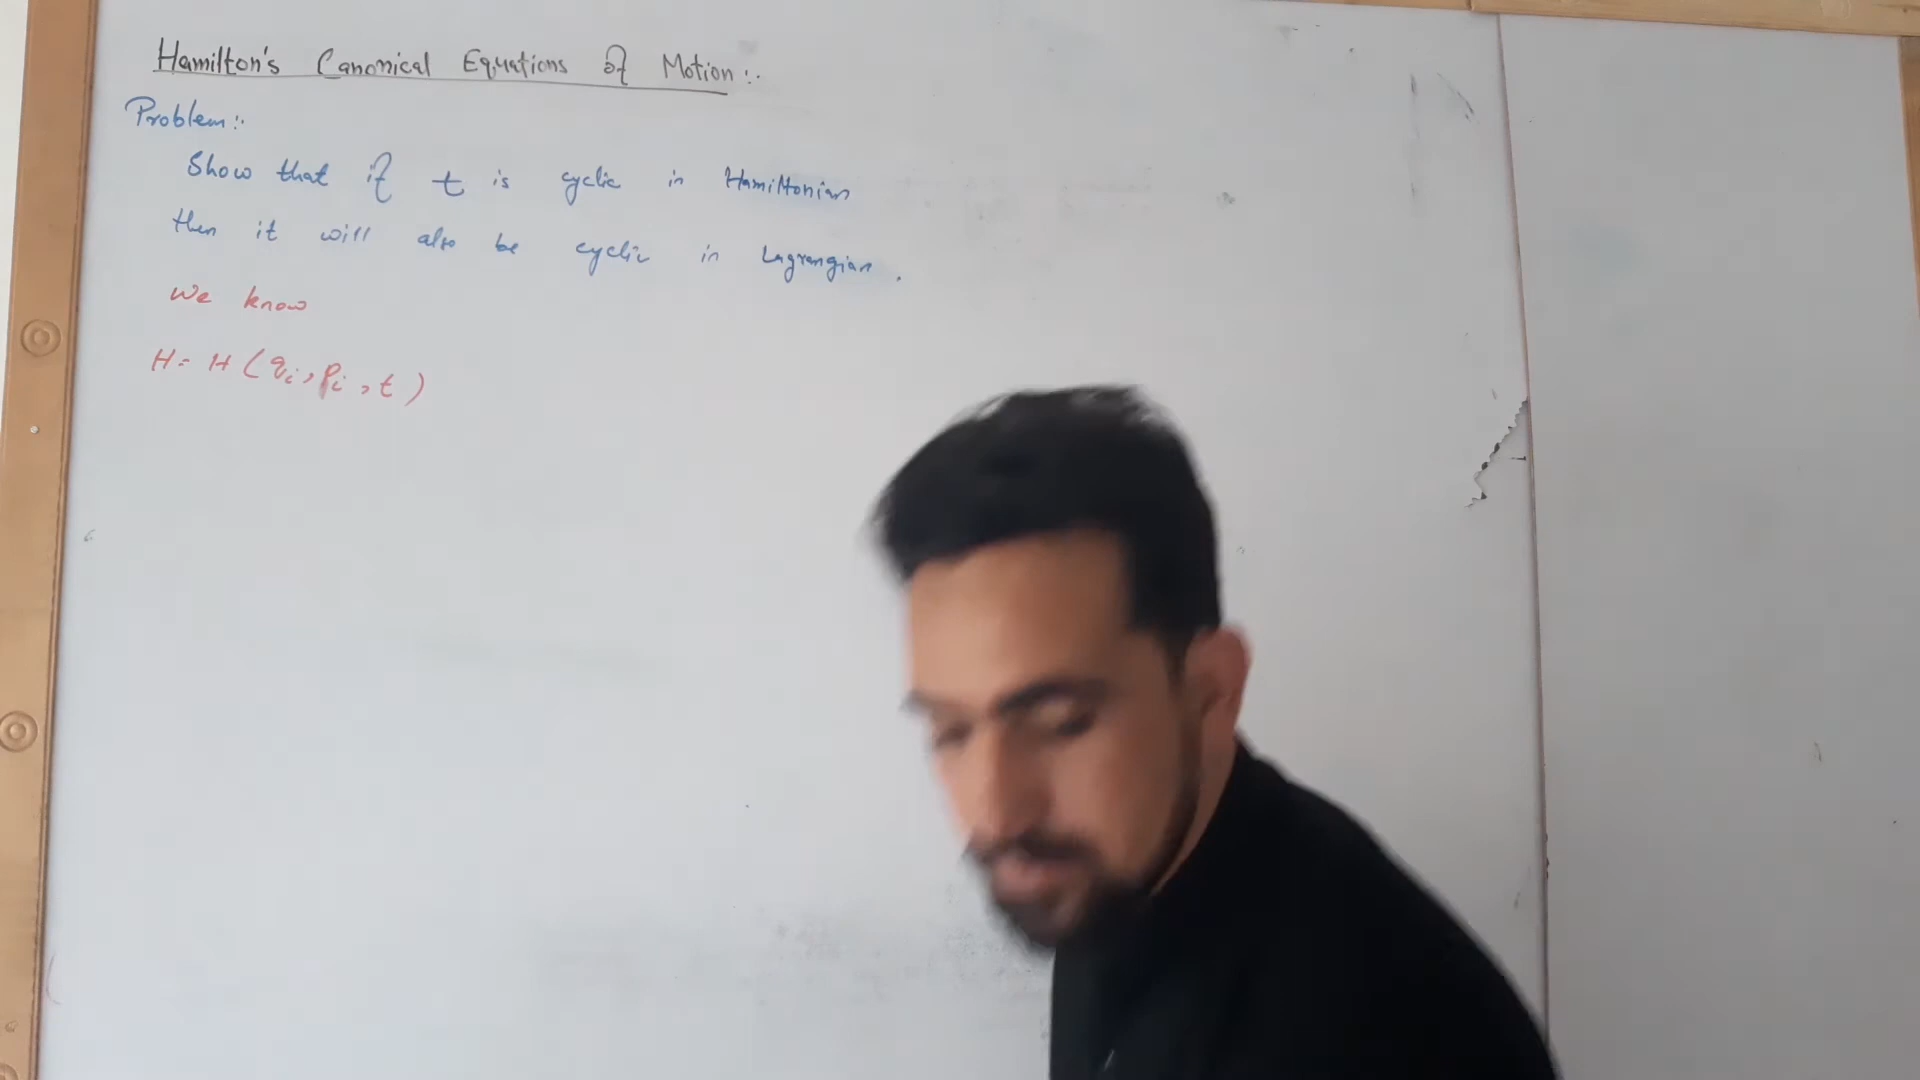 Hamilton's Canonical Equations of Motion :.
Problem :.
Show that if t is cyclic in Hamiltonian
then it will also be cyclic in Lagrangian .
We know
H = H ( qi , pi , t )